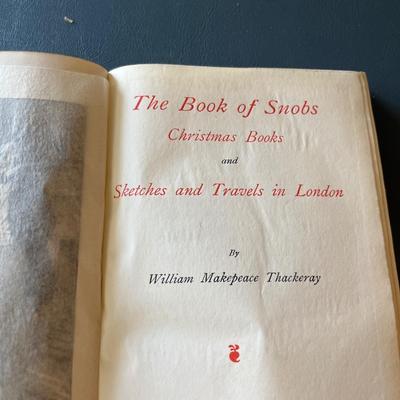 The Book of Snobs
Christmas Books
and
Sketches and Travels in London
By
William Makepeace Thackeray